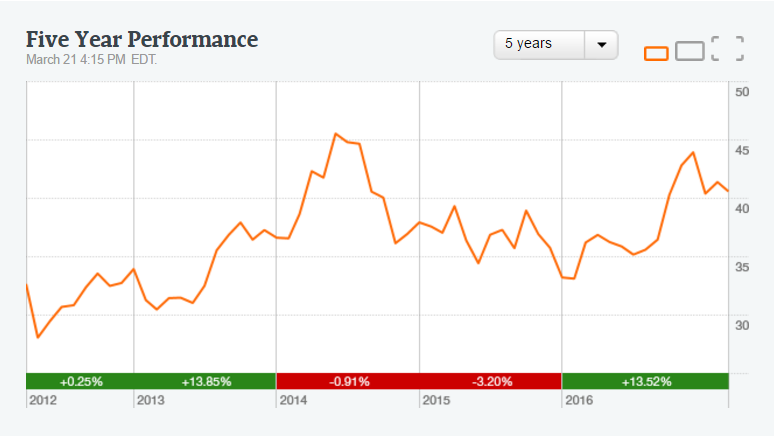 Five Year Performance
March 21 4:15 PM EDT.
5 years
50
45
40
35
30
+0.25% +13.85% -0.91% -3.20% +13.52%
2012 2013 2014 2015 2016